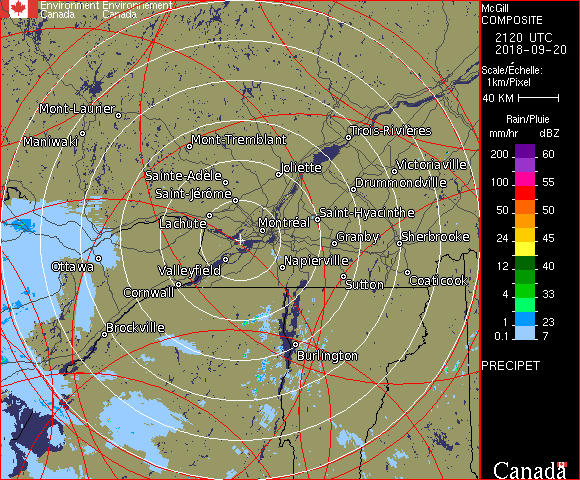 Environment Environnement
Canada Canada
McGill
COMPOSITE
2120 UTC
2018-09-20
Scale/Échelle:
1km/Pixel
40 KM
Rain/Pluie
mm/hr dBZ
200 60
100 55
50 50
24 45
12 40
4 33
1 23
0.1 7
PRECIPET
Mont-Laurier
Maniwaki
Mont-Tremblant
Trois-Rivières
Joliette
Victoriaville
Sainte-Adèle
Drummondville
Saint-Jérôme
Saint-Hyacinthe
Lachute
Montréal
Granby
Sherbrooke
Ottawa
Valleyfield
Napierville
Coaticook
Cornwall
Sutton
Brockville
Burlington
Canada